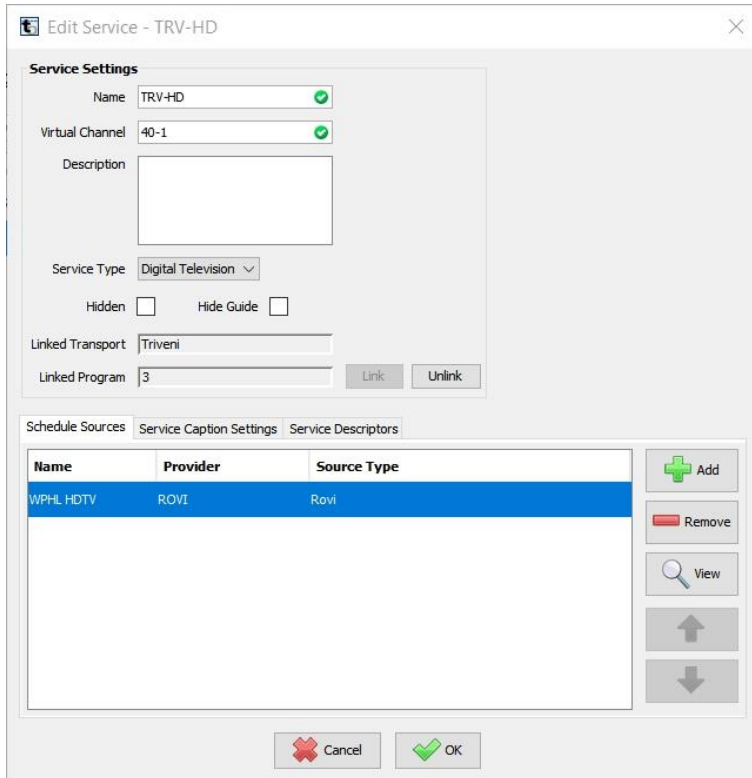 Edit Service - TRV-HD
Service Settings
Name TRV-HD
Virtual Channel 40-1
Description
Service Type Digital Television
Hidden Hide Guide
Linked Transport Triveni
Linked Program 3 Link Unlink
Schedule Sources Service Caption Settings Service Descriptors
Name Provider Source Type
WPHL HDTV ROVI Rovi
Add
Remove
View
Cancel OK